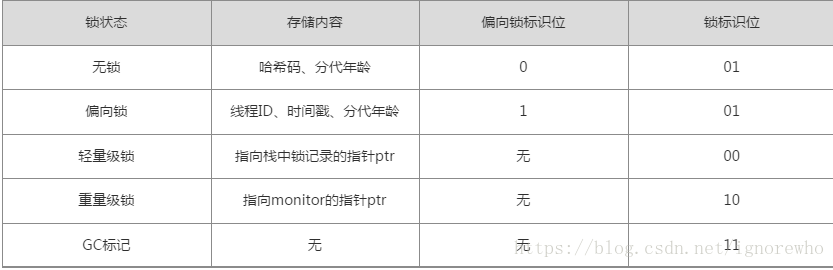 锁状态 存储内容 偏向锁标识位 锁标识位
无锁 哈希码、分代年龄 0 01
偏向锁 线程ID、时间戳、分代年龄 1 01
轻量级锁 指向栈中锁记录的指针ptr 无 00
重量级锁 指向monitor的指针ptr 无 10
GC标记 无 无 11
https://blog.csdn.net/ignorewho